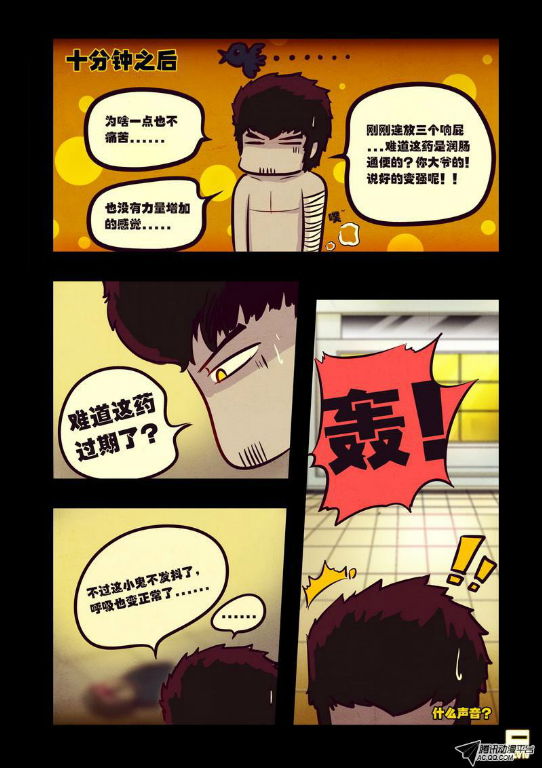 十分钟之后
为啥一点也不
痛苦......
也没有力量增加
的感觉.....
刚刚连放三个响屁
...难道这药是润肠
通便的？你大爷的！
说好的变强呢！！
噗
难道这药
过期了？
轰！
不过这小鬼不发抖了，
呼吸也变正常了......
......
!!
什么声音？
腾讯动漫平台
AC.QQ.COM